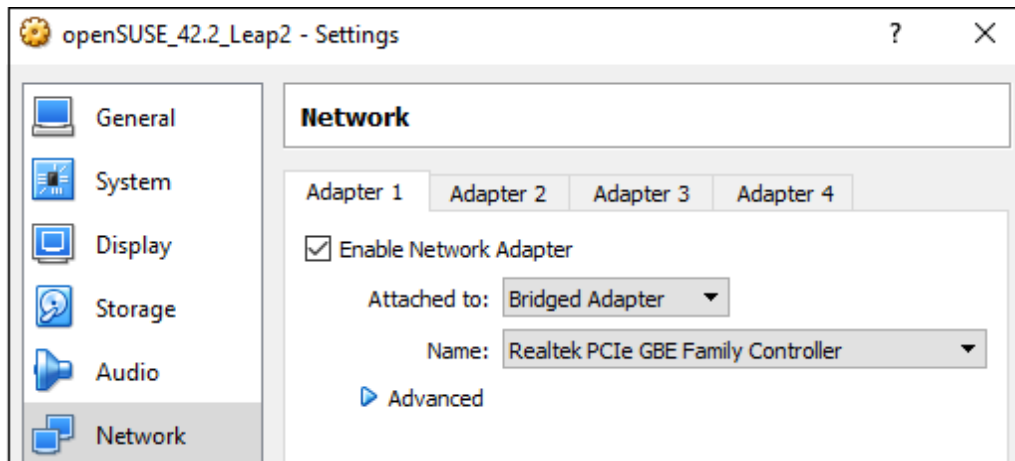 openSUSE_42.2_Leap2 - Settings ?
General
System
Display
Storage
Audio
Network
Network
Adapter 1 Adapter 2 Adapter 3 Adapter 4
Enable Network Adapter
Attached to: Bridged Adapter
Name: Realtek PCIe GBE Family Controller
Advanced